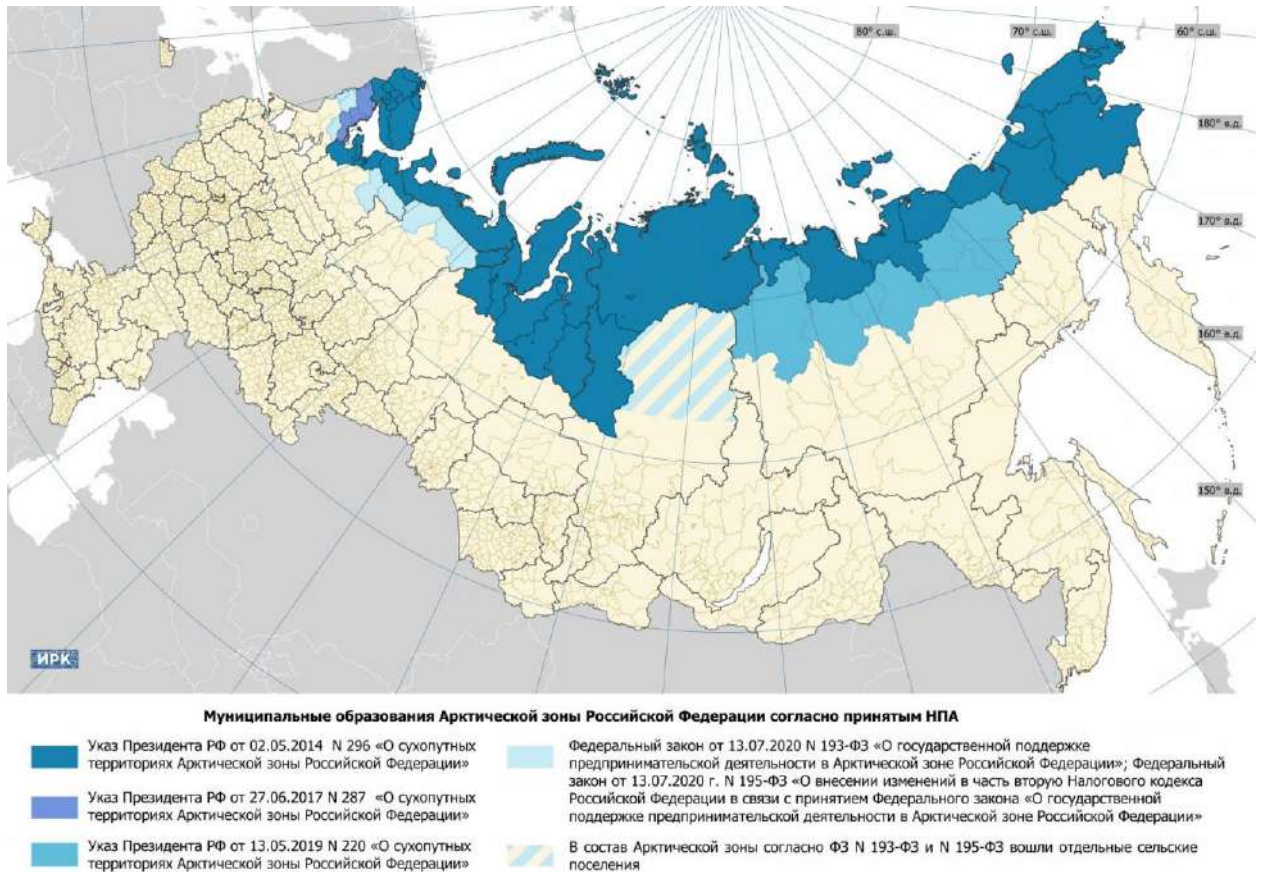 80° с.ш.
70° с.ш.
60° с.ш.
180° в.д.
170° в.д.
160° в.д.
150° в.д.
ИРК
Муниципальные образования Арктической зоны Российской Федерации согласно принятым НПА
Указ Президента РФ от 02.05.2014 N 296 «О сухопутных
территориях Арктической зоны Российской Федерации»
Указ Президента РФ от 27.06.2017 N 287 «О сухопутных
территориях Арктической зоны Российской Федерации»
Указ Президента РФ от 13.05.2019 N 220 «О сухопутных
территориях Арктической зоны Российской Федерации»
Федеральный закон от 13.07.2020 N 193-ФЗ «О государственной поддержке
предпринимательской деятельности в Арктической зоне Российской Федерации»; Федеральный
закон от 13.07.2020 г. N 195-ФЗ «О внесении изменений в часть вторую Налогового кодекса
Российской Федерации в связи с принятием Федерального закона «О государственной
поддержке предпринимательской деятельности в Арктической зоне Российской Федерации»
В состав Арктической зоны согласно ФЗ N 193-ФЗ и N 195-ФЗ вошли отдельные сельские
поселения